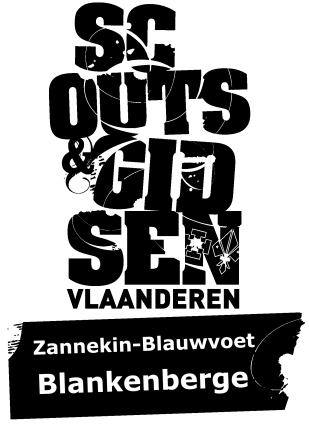 SC
OUTS
& GID
SEN
VLAANDEREN
Zannekin-Blauwvoet
Blankenberge